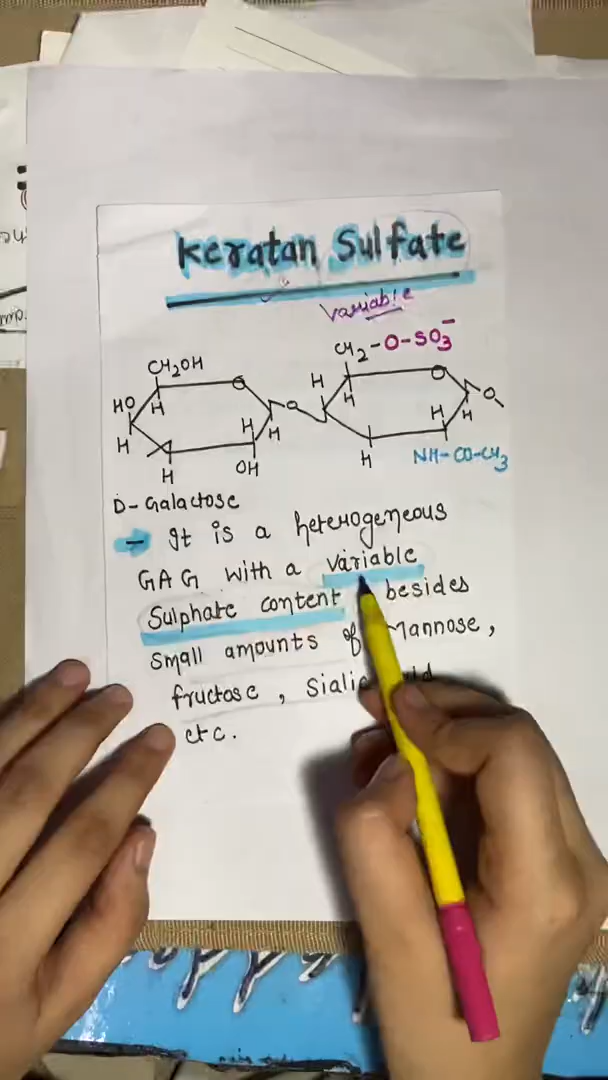 Keratan Sulfate
Variable
CH₂-O-SO₃⁻
CH₂OH
O
O
HO
H
H
H
H
O
H
O
H
H
H
H
H
OH
H
NH-CO-CH₃
D-Galactose
- It is a heterogeneous
GAG with a variable
Sulphate content besides
Small amounts of Mannose,
fructose, Sialic
etc.